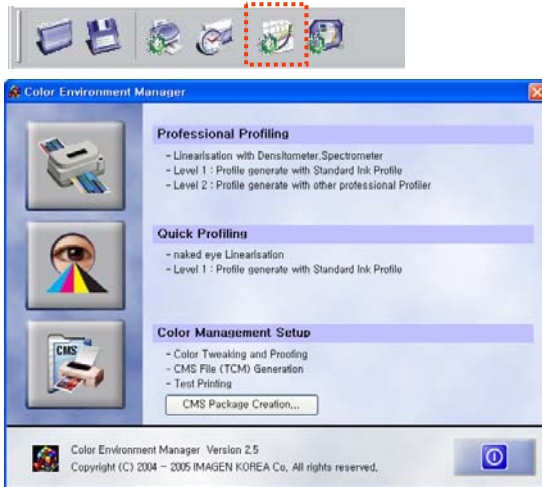 Color Environment Manager
Professional Profiling
- Linearisation with Densitometer,Spectrometer
- Level 1 : Profile generate with Standard Ink Profile
- Level 2 : Profile generate with other professional Profiler
Quick Profiling
- naked eye Linearisation
- Level 1 : Profile generate with Standard Ink Profile
CMS
Color Management Setup
- Color Tweaking and Proofing
- CMS File (TCM) Generation
- Test Printing
CMS Package Creation...
Color Environment Manager Version 2,5
Copyright (C) 2004 - 2005 IMAGEN KOREA Co, All rights reserved,